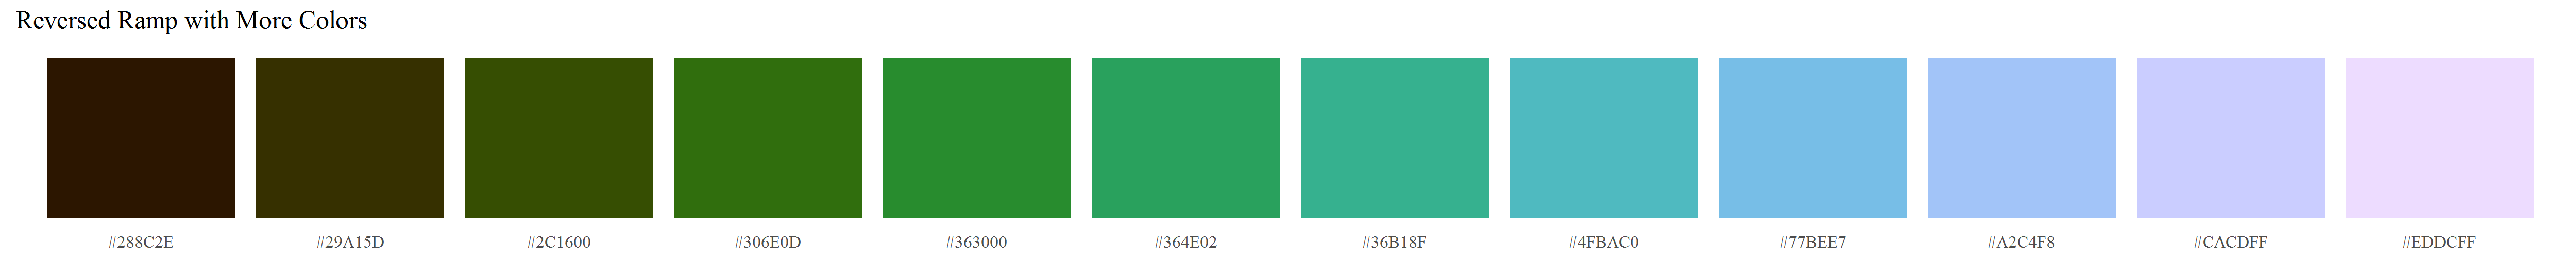 Reversed Ramp with More Colors
#288C2E #29A15D #2C1600 #306E0D #363000 #364E02 #36B18F #4FBAC0 #77BEE7 #A2C4F8 #CACDFF #EDDCFF